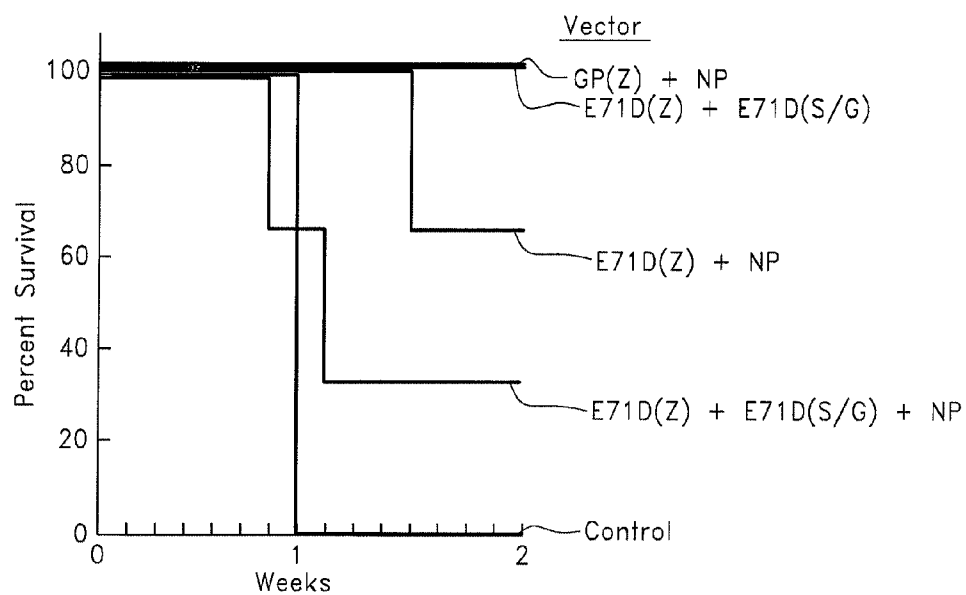 Vector
GP(Z) + NP
E71D(Z) + E71D(S/G)
E71D(Z) + NP
E71D(Z) + E71D(S/G) + NP
Control
Percent Survival
100
80
60
40
20
0
0 1 2
Weeks